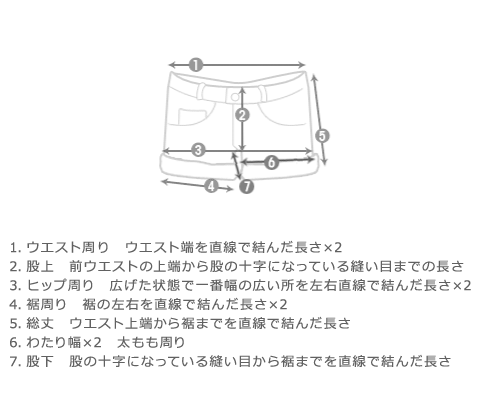 1
2
3
4
5
6
7
1. ウエスト周り　ウエスト端を直線で結んだ長さ×2
2. 股上　前ウエストの上端から股の十字になっている縫い目までの長さ
3. ヒップ周り　広げた状態で一番幅の広い所を左右直線で結んだ長さ×2
4. 裾周り　裾の左右を直線で結んだ長さ×2
5. 総丈　ウエスト上端から裾までを直線で結んだ長さ
6. わたり幅×2　太もも周り
7. 股下　股の十字になっている縫い目から裾までを直線で結んだ長さ